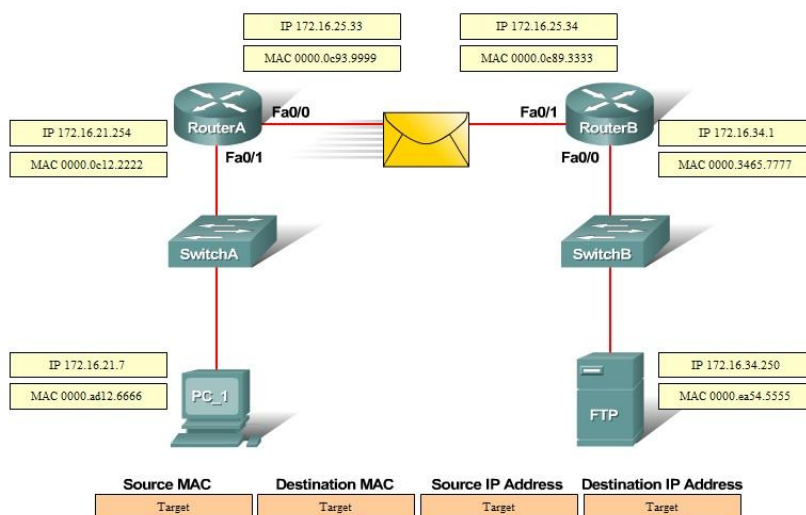 IP 172.16.25.33
IP 172.16.25.34
MAC 0000.0c93.9999
MAC 0000.0c89.3333
Fa0/0
Fa0/1
IP 172.16.21.254
RouterA
RouterB
IP 172.16.34.1
MAC 0000.0c12.2222
Fa0/1
Fa0/0
MAC 0000.3465.7777
SwitchA
SwitchB
IP 172.16.21.7
IP 172.16.34.250
MAC 0000.ad12.6666
PC_1
FTP
MAC 0000.ea54.5555
Source MAC
Destination MAC
Source IP Address
Destination IP Address
Target
Target
Target
Target